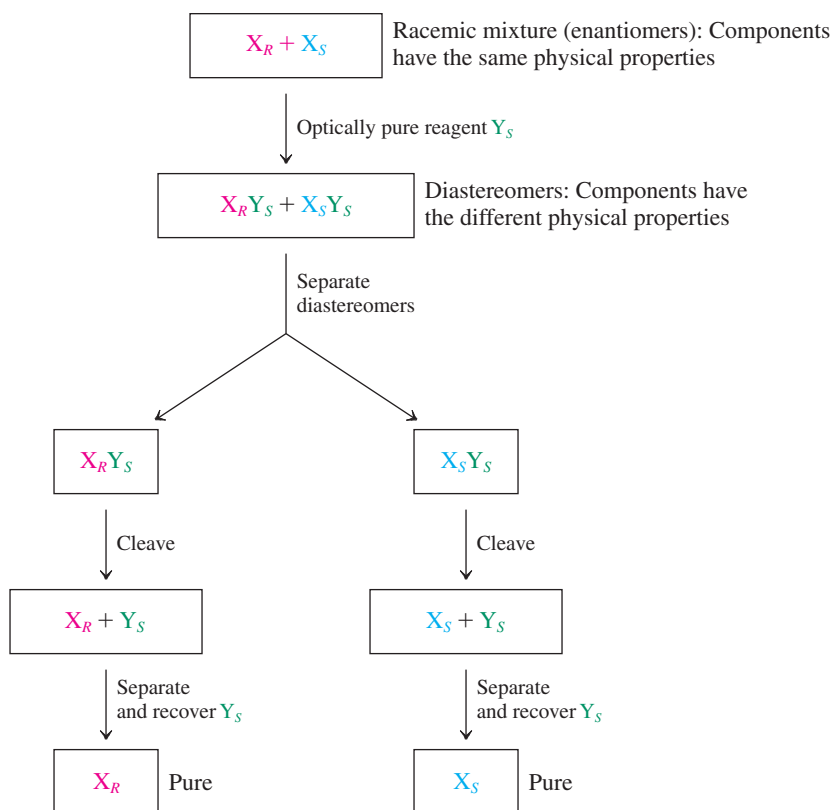 X_R + X_S
Racemic mixture (enantiomers): Components
have the same physical properties
Optically pure reagent Y_S
X_RY_S + X_SY_S
Diastereomers: Components have
the different physical properties
Separate
diastereomers
X_RY_S
X_SY_S
Cleave
Cleave
X_R + Y_S
X_S + Y_S
Separate
and recover Y_S
Separate
and recover Y_S
X_R
Pure
X_S
Pure